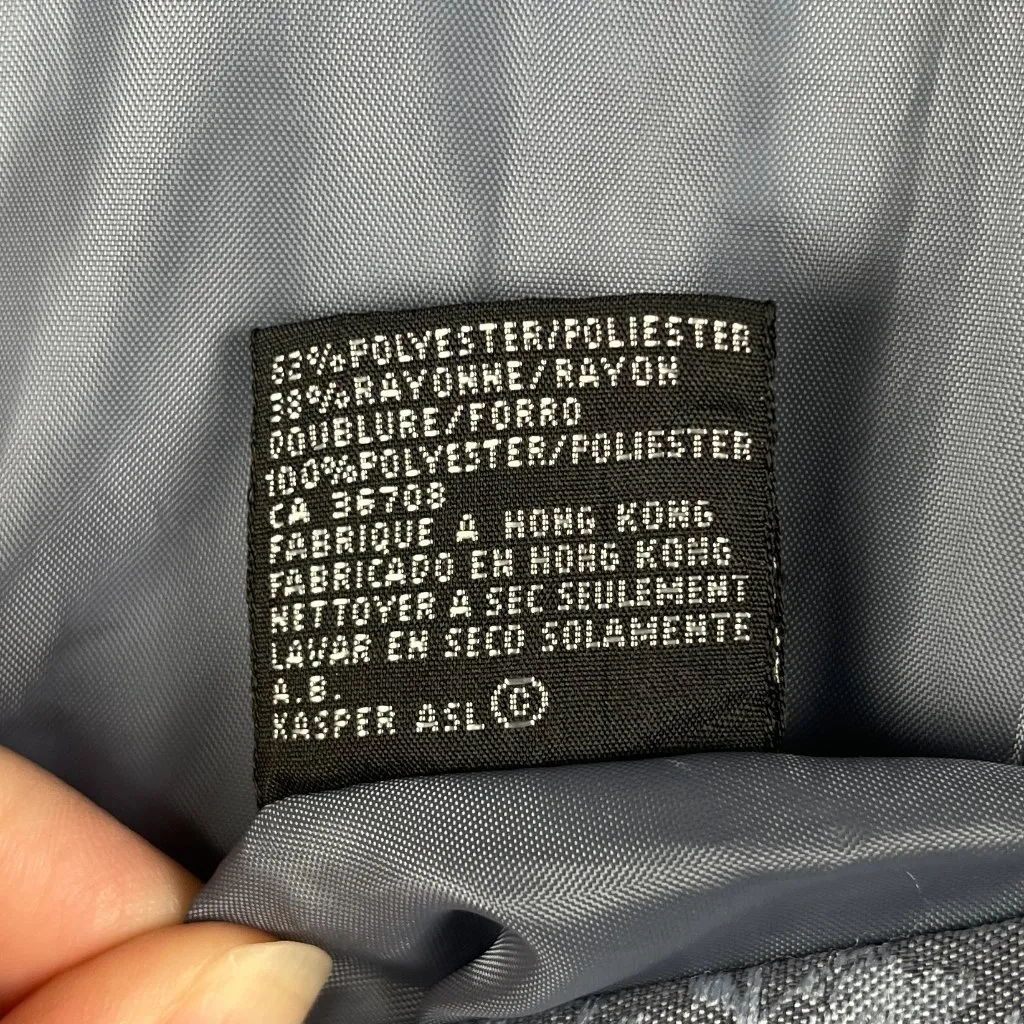 62%POLYESTER/POLIESTER
38%RAYONNE/RAYON
DOUBLURE/FORRO
100%POLYESTER/POLIESTER
CA 36708
FABRIQUE A HONG KONG
FABRICADO EN HONG KONG
NETTOYER A SEC SEULEMENT
LAVAR EN SECO SOLAMENTE
A.B.
KASPER ASL ©